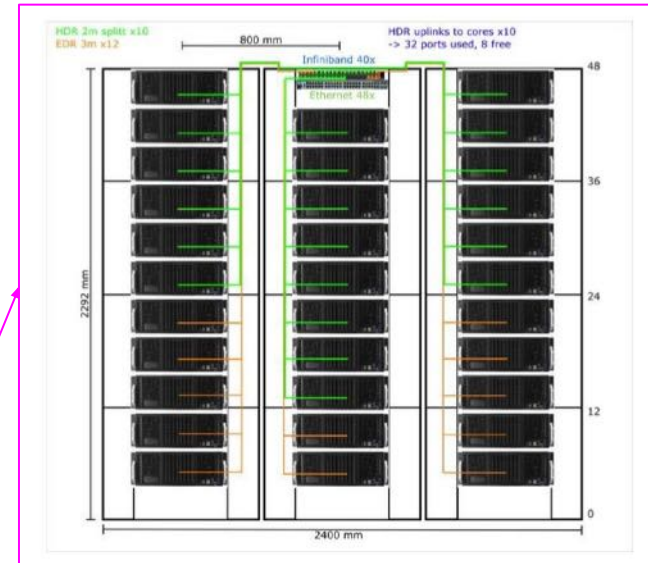 HDR 2m splitt x10
EDR 3m x12
800 mm
HDR uplinks to cores x10
-> 32 ports used, 8 free
Infiniband 40x
Ethernet 48x
48
36
24
12
0
2292 mm
2400 mm